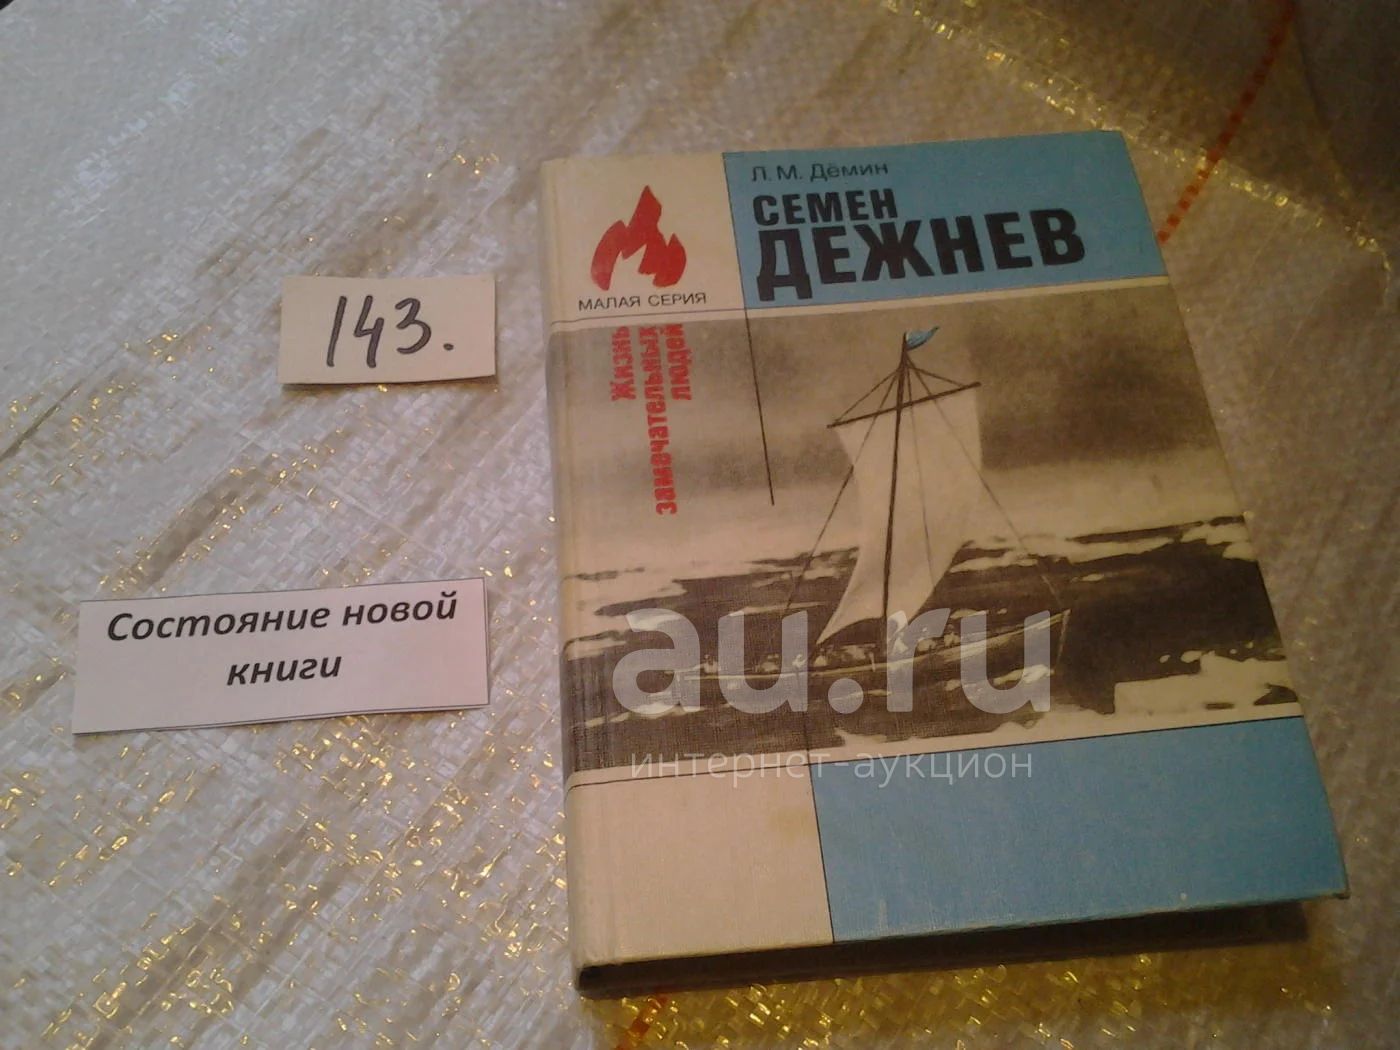 Л. М. Дёмин
СЕМЕН
ДЕЖНЕВ
МАЛАЯ СЕРИЯ
Жизнь
замечательных
людей
143.
Состояние новой
книги
au.ru
интернет-аукцион